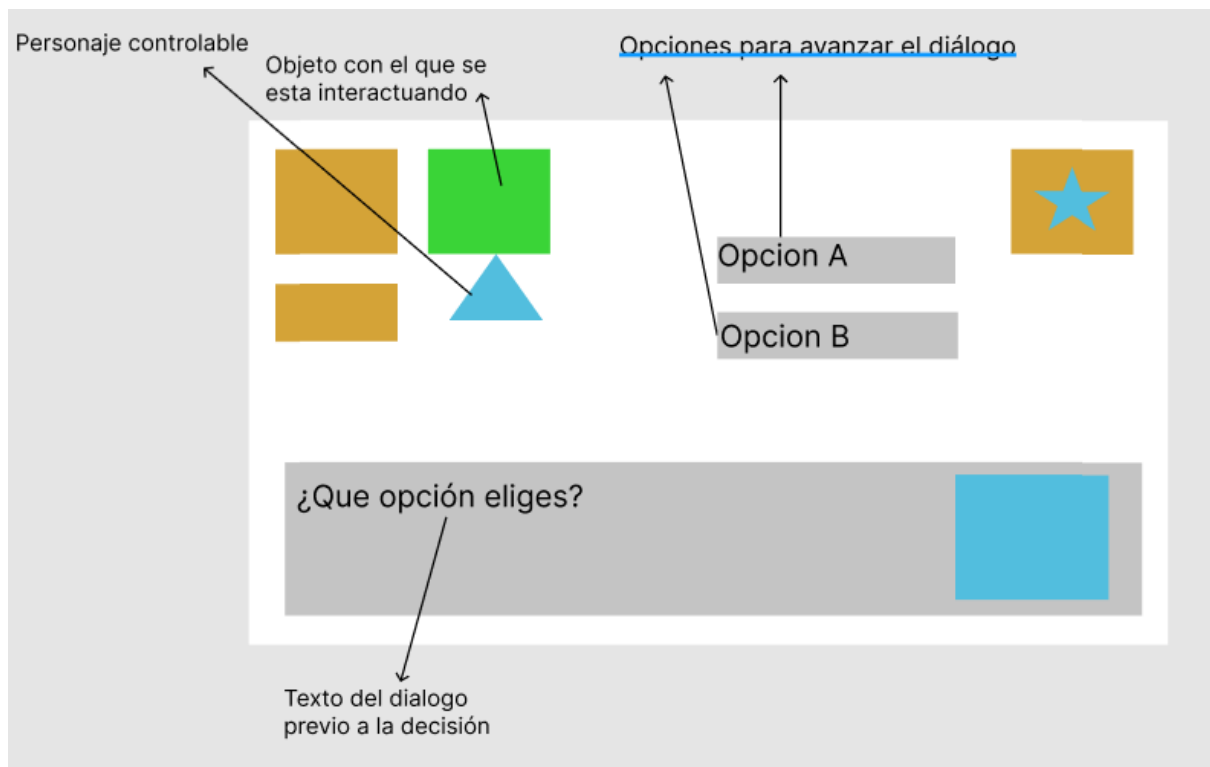 Personaje controlable
Objeto con el que se
esta interactuando
Opciones para avanzar el diálogo
Opcion A
Opcion B
¿Que opción eliges?
Texto del dialogo
previo a la decisión